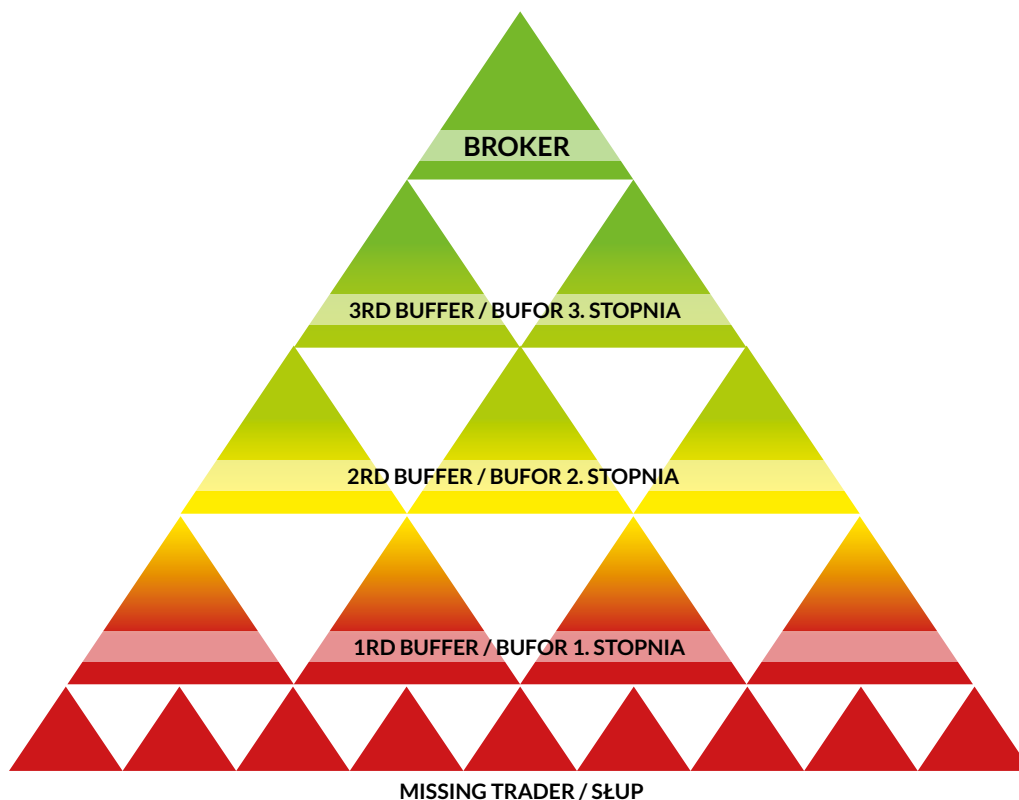 BROKER
3RD BUFFER / BUFOR 3. STOPNIA
2RD BUFFER / BUFOR 2. STOPNIA
1RD BUFFER / BUFOR 1. STOPNIA
MISSING TRADER / SŁUP